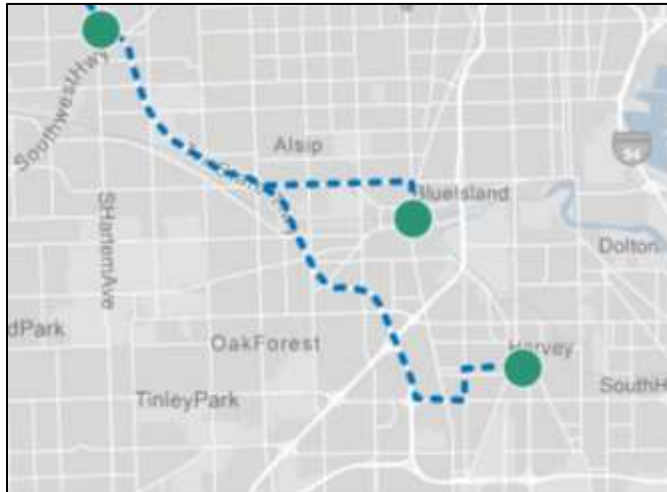 SouthwestHwy
Alsip
BlueIsland
SHarlemAve
Dolton
dPark
OakForest
Harvey
TinleyPark
SouthH